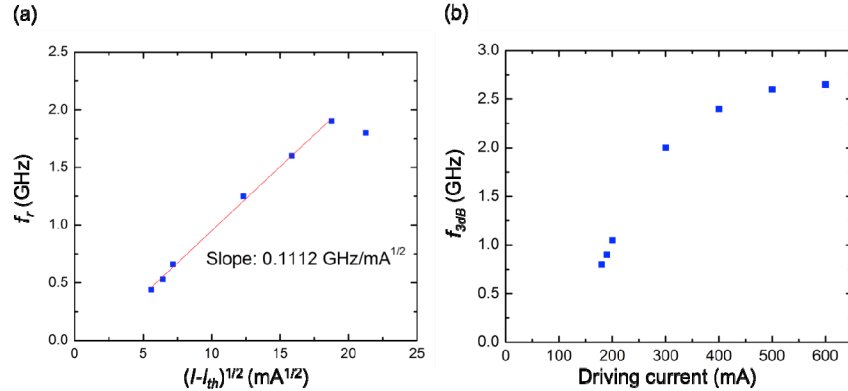 (a)
2.5
2.0
1.5
1.0
0.5
0.0
f_r (GHz)
Slope: 0.1112 GHz/mA^1/2
0 5 10 15 20 25
(I-I_th)^1/2 (mA^1/2)
(b)
3.0
2.5
2.0
1.5
1.0
0.5
0.0
f_3dB (GHz)
0 100 200 300 400 500 600
Driving current (mA)